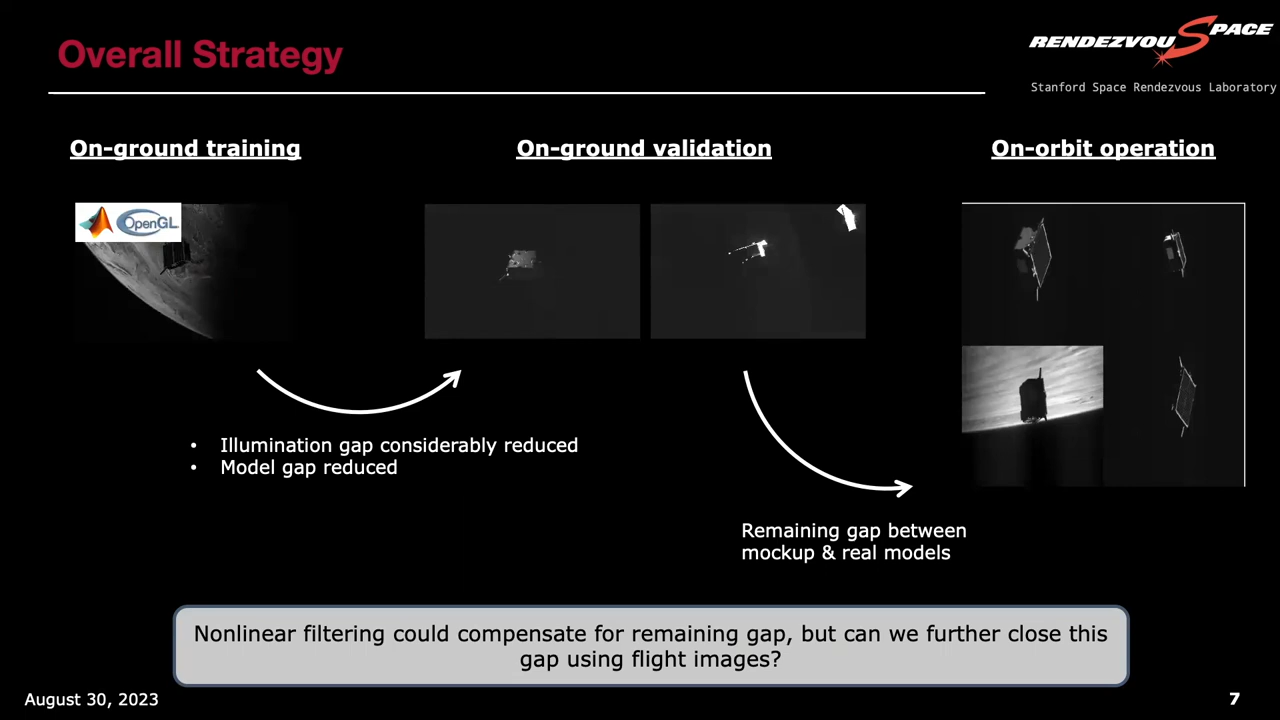 Overall Strategy
RENDEZVOUSPACE
Stanford Space Rendezvous Laboratory
On-ground training
On-ground validation
On-orbit operation
OpenGL
• Illumination gap considerably reduced
• Model gap reduced
Remaining gap between
mockup & real models
Nonlinear filtering could compensate for remaining gap, but can we further close this
gap using flight images?
August 30, 2023
7